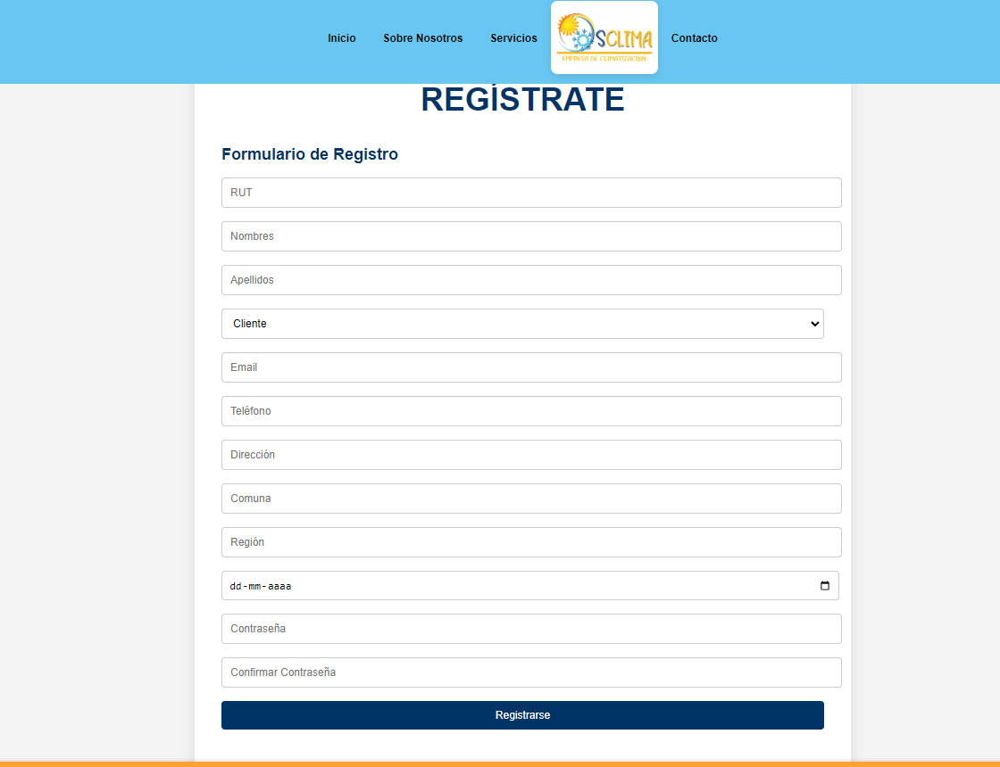 Inicio Sobre Nosotros Servicios OSCLIMA Contacto
EMPRESA DE CLIMATIZACION
REGÍSTRATE
Formulario de Registro
RUT
Nombres
Apellidos
Cliente
Email
Teléfono
Dirección
Comuna
Región
dd-mm-aaaa
Contraseña
Confirmar Contraseña
Registrarse